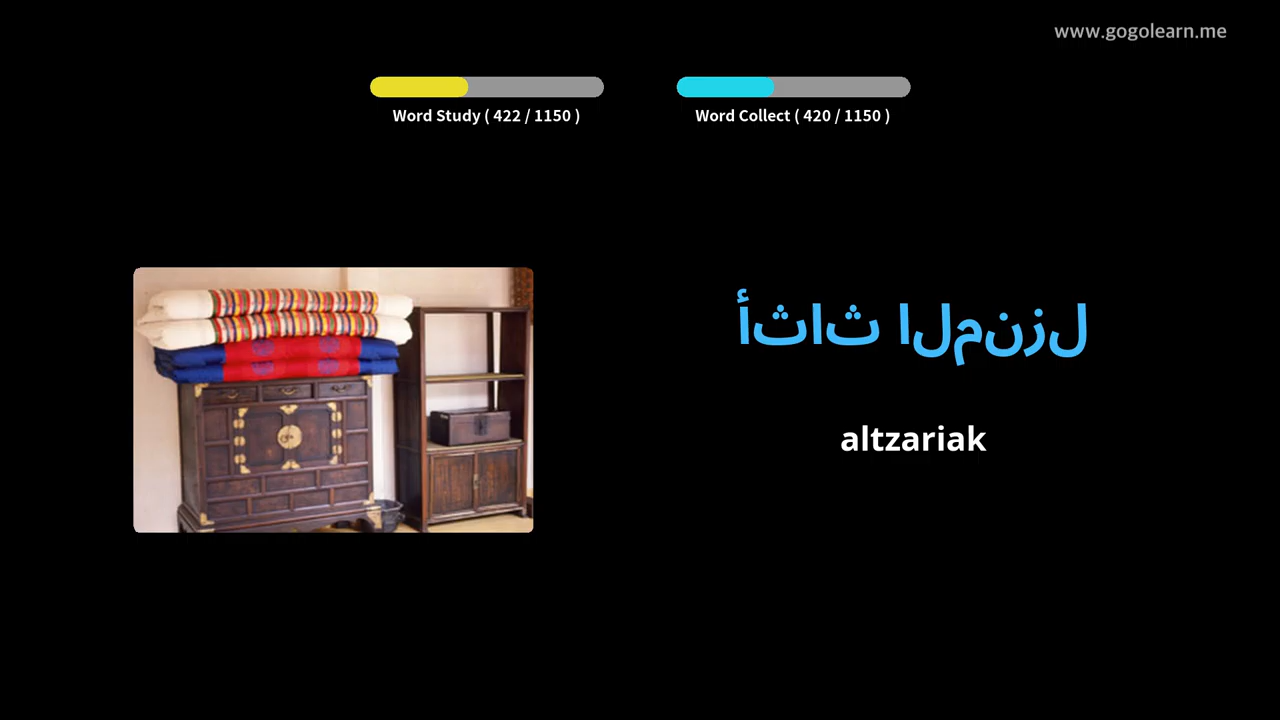 www.gogolearn.me
Word Study ( 422 / 1150 )
Word Collect ( 420 / 1150 )
أثاث المنزل
altzariak